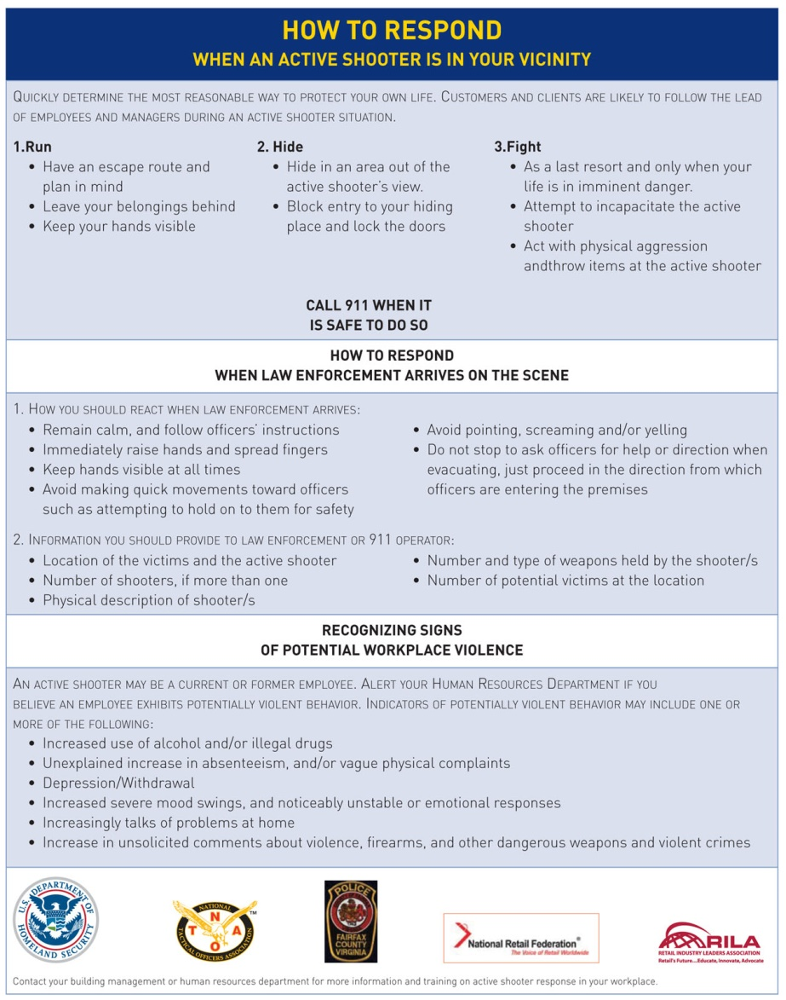 HOW TO RESPOND
WHEN AN ACTIVE SHOOTER IS IN YOUR VICINITY
QUICKLY DETERMINE THE MOST REASONABLE WAY TO PROTECT YOUR OWN LIFE. CUSTOMERS AND CLIENTS ARE LIKELY TO FOLLOW THE LEAD
OF EMPLOYEES AND MANAGERS DURING AN ACTIVE SHOOTER SITUATION.
1.Run
• Have an escape route and
plan in mind
• Leave your belongings behind
• Keep your hands visible
2. Hide
• Hide in an area out of the
active shooter's view.
• Block entry to your hiding
place and lock the doors
3.Fight
• As a last resort and only when your
life is in imminent danger.
• Attempt to incapacitate the active
shooter
• Act with physical aggression
andthrow items at the active shooter
CALL 911 WHEN IT
IS SAFE TO DO SO
HOW TO RESPOND
WHEN LAW ENFORCEMENT ARRIVES ON THE SCENE
1. HOW YOU SHOULD REACT WHEN LAW ENFORCEMENT ARRIVES:
• Remain calm, and follow officers' instructions
• Immediately raise hands and spread fingers
• Keep hands visible at all times
• Avoid making quick movements toward officers
such as attempting to hold on to them for safety
• Avoid pointing, screaming and/or yelling
• Do not stop to ask officers for help or direction when
evacuating, just proceed in the direction from which
officers are entering the premises
2. INFORMATION YOU SHOULD PROVIDE TO LAW ENFORCEMENT OR 911 OPERATOR:
• Location of the victims and the active shooter
• Number of shooters, if more than one
• Physical description of shooter/s
• Number and type of weapons held by the shooter/s
• Number of potential victims at the location
RECOGNIZING SIGNS
OF POTENTIAL WORKPLACE VIOLENCE
AN ACTIVE SHOOTER MAY BE A CURRENT OR FORMER EMPLOYEE. ALERT YOUR HUMAN RESOURCES DEPARTMENT IF YOU
BELIEVE AN EMPLOYEE EXHIBITS POTENTIALLY VIOLENT BEHAVIOR. INDICATORS OF POTENTIALLY VIOLENT BEHAVIOR MAY INCLUDE ONE OR
MORE OF THE FOLLOWING:
• Increased use of alcohol and/or illegal drugs
• Unexplained increase in absenteeism, and/or vague physical complaints
• Depression/Withdrawal
• Increased severe mood swings, and noticeably unstable or emotional responses
• Increasingly talks of problems at home
• Increase in unsolicited comments about violence, firearms, and other dangerous weapons and violent crimes
U.S. DEPARTMENT OF
HOMELAND SECURITY
NATIONAL
TACTICAL OFFICERS ASSOCIATION
N
T A
O
TM
POLICE
FAIRFAX
COUNTY
VIRGINIA
National Retail Federation®
The Voice of Retail Worldwide
RILA
RETAIL INDUSTRY LEADERS ASSOCIATION
Retail's Future...Educate, Innovate, Advocate
Contact your building management or human resources department for more information and training on active shooter response in your workplace.